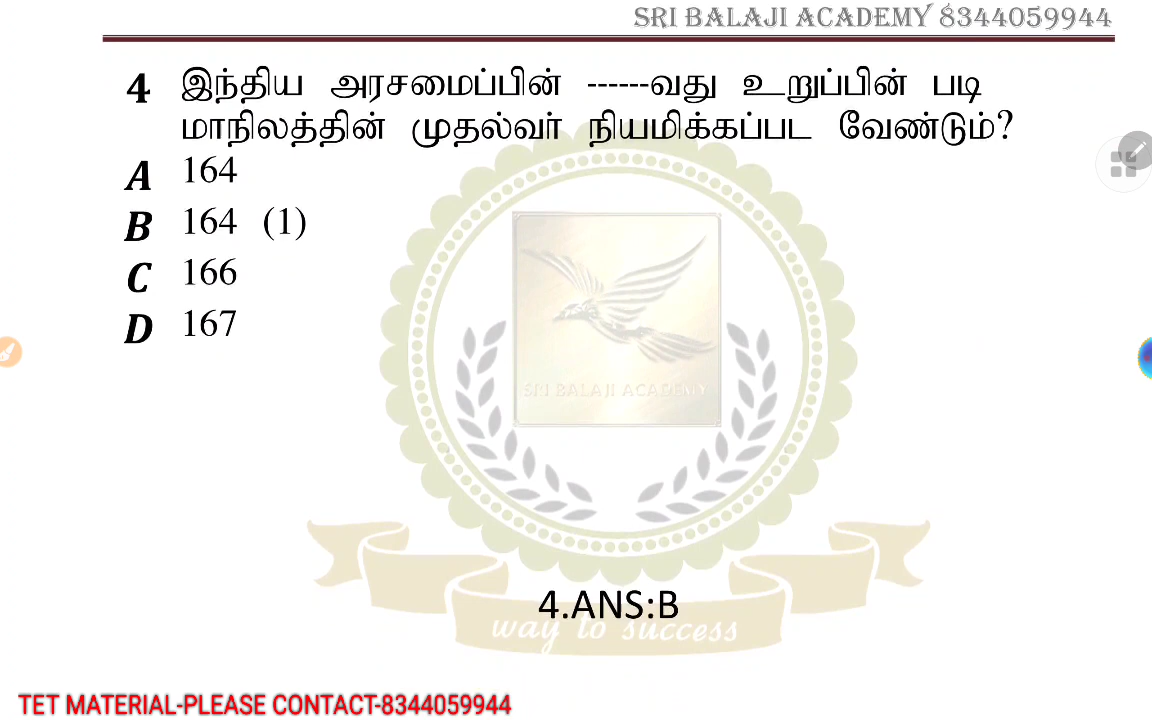 SRI BALAJI ACADEMY 8344059944
4 இந்திய அரசமைப்பின் ------வது உறுப்பின் படி
மாநிலத்தின் முதல்வர் நியமிக்கப்பட வேண்டும்?
A 164
B 164 (1)
C 166
D 167
SRI BALAJI ACADEMY
4.ANS:B
way to success
TET MATERIAL-PLEASE CONTACT-8344059944